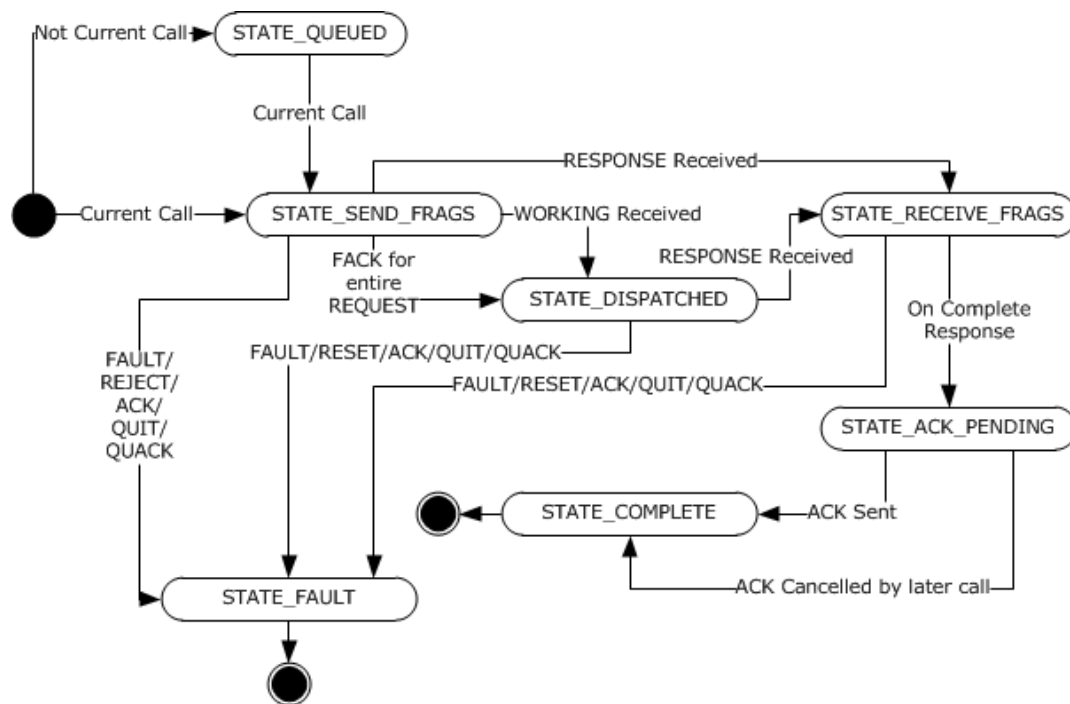 Not Current Call
STATE_QUEUED
Current Call
RESPONSE Received
Current Call
STATE_SEND_FRAGS
WORKING Received
STATE_RECEIVE_FRAGS
FACK for
entire
REQUEST
RESPONSE Received
STATE_DISPATCHED
On Complete
Response
FAULT/RESET/ACK/QUIT/QUACK
FAULT/
REJECT/
ACK/
QUIT/
QUACK
FAULT/RESET/ACK/QUIT/QUACK
STATE_ACK_PENDING
STATE_COMPLETE
ACK Sent
ACK Cancelled by later call
STATE_FAULT